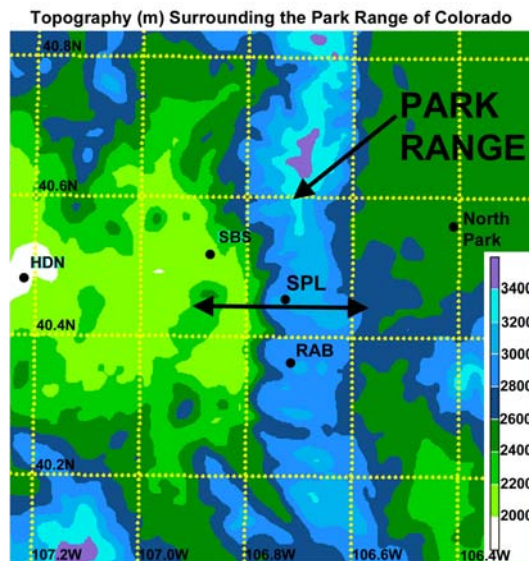 Topography (m) Surrounding the Park Range of Colorado
40.8N
PARK
RANGE
40.6N
North
Park
SBS
HDN
SPL
3400
3200
3000
2800
2600
2400
2200
2000
40.4N
RAB
40.2N
107.2W
107.0W
106.8W
106.6W
106.4W